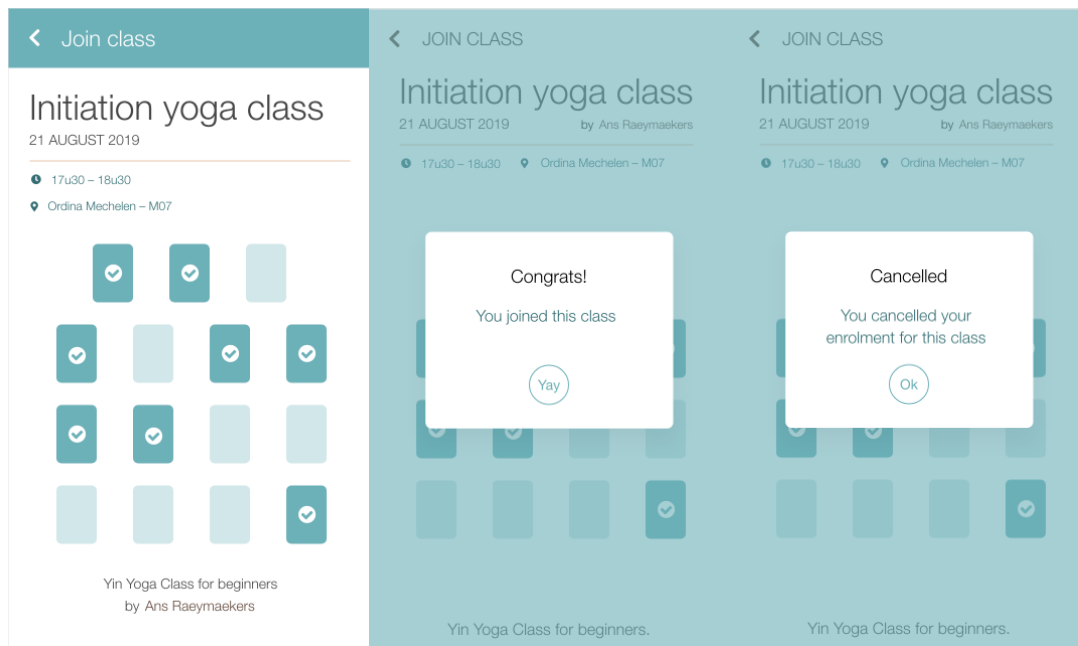 Join class
Initiation yoga class
21 AUGUST 2019
17u30 – 18u30
Ordina Mechelen – M07
Yin Yoga Class for beginners
by Ans Raeymaekers
JOIN CLASS
Initiation yoga class
21 AUGUST 2019 by Ans Raeymaekers
17u30 – 18u30 Ordina Mechelen – M07
Congrats!
You joined this class
Yay
Yin Yoga Class for beginners.
JOIN CLASS
Initiation yoga class
21 AUGUST 2019 by Ans Raeymaekers
17u30 – 18u30 Ordina Mechelen – M07
Cancelled
You cancelled your
enrolment for this class
Ok
Yin Yoga Class for beginners.